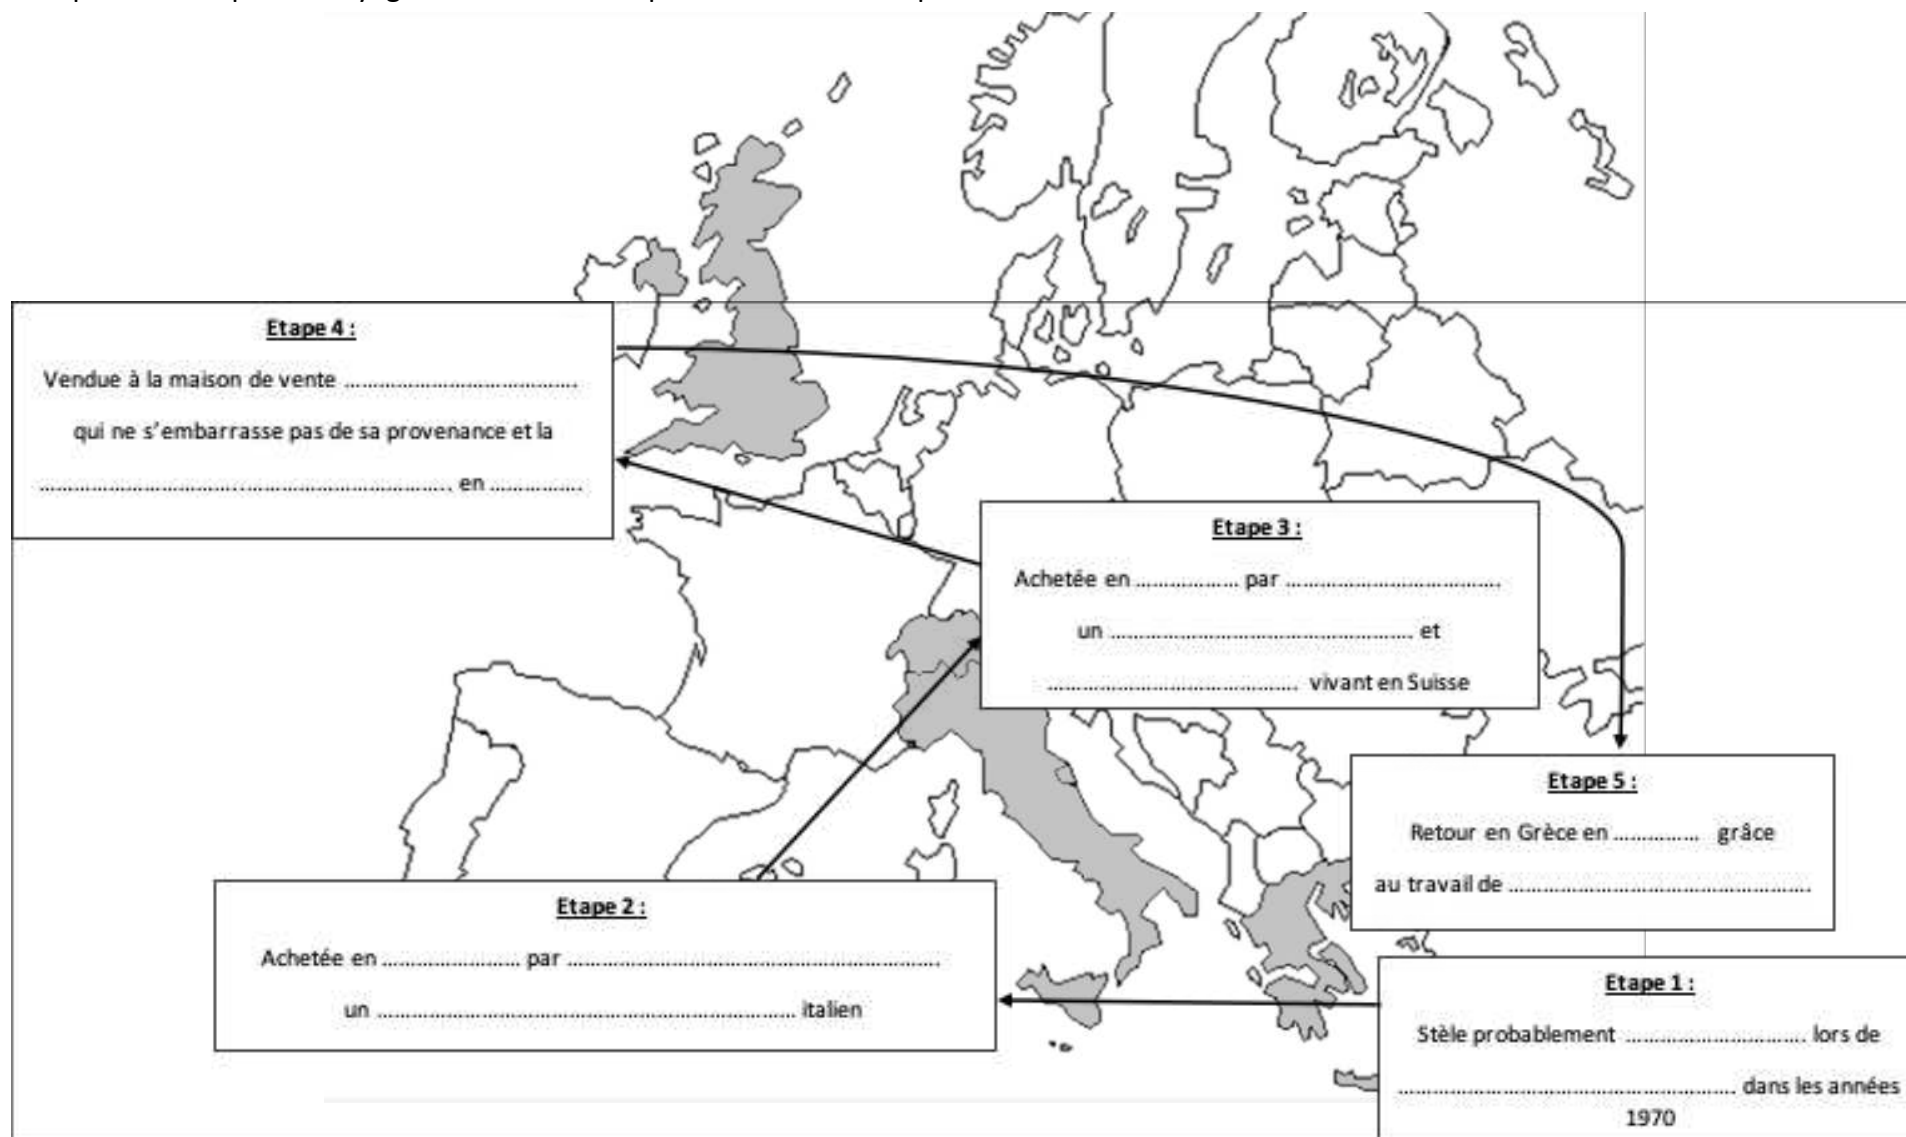 Etape 4 :
Vendue à la maison de vente ........................................
qui ne s'embarrasse pas de sa provenance et la
........................................................................ en ................
Etape 3 :
Achetée en .................. par .....................................
un .................................................... et
........................................... vivant en Suisse
Etape 5 :
Retour en Grèce en ............... grâce
au travail de ....................................................
Etape 2 :
Achetée en ........................ par ................................................................
un ........................................................................ italien
Etape 1 :
Stèle probablement ............................... lors de
.......................................................... dans les années
1970